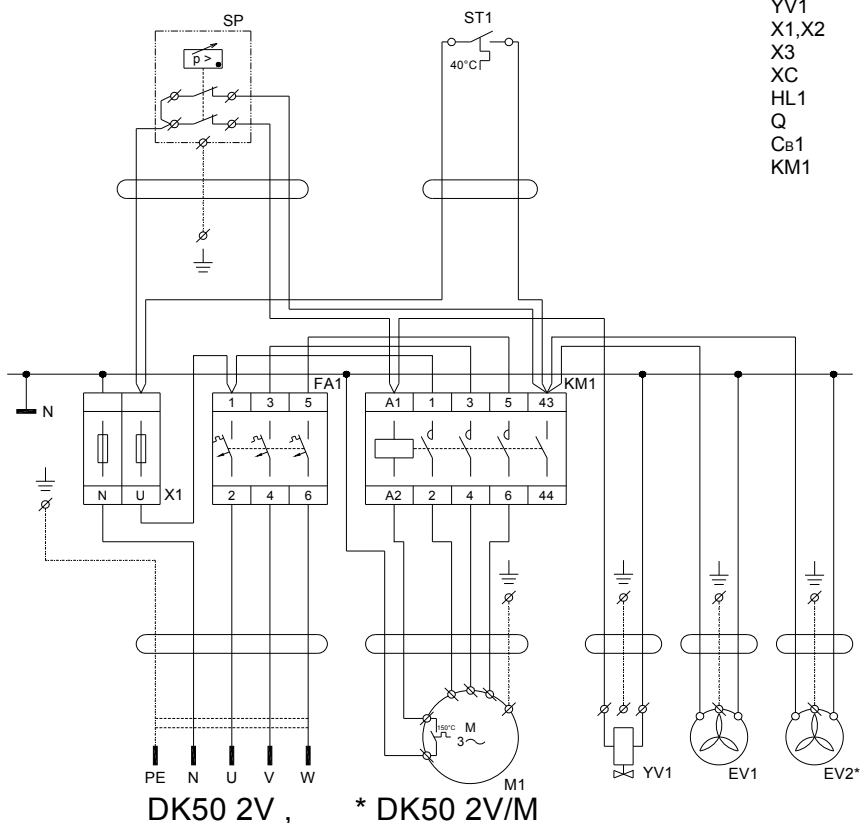 YV1
X1,X2
X3
XC
HL1
Q
CB1
KM1
SP
p >
ST1
40°C
N
FA1
KM1
1 3 5
A1 1 3 5 43
N U X1
2 4 6
A2 2 4 6 44
150°C
M
3~
M1
YV1
EV1
EV2*
PE N U V W
DK50 2V , * DK50 2V/M